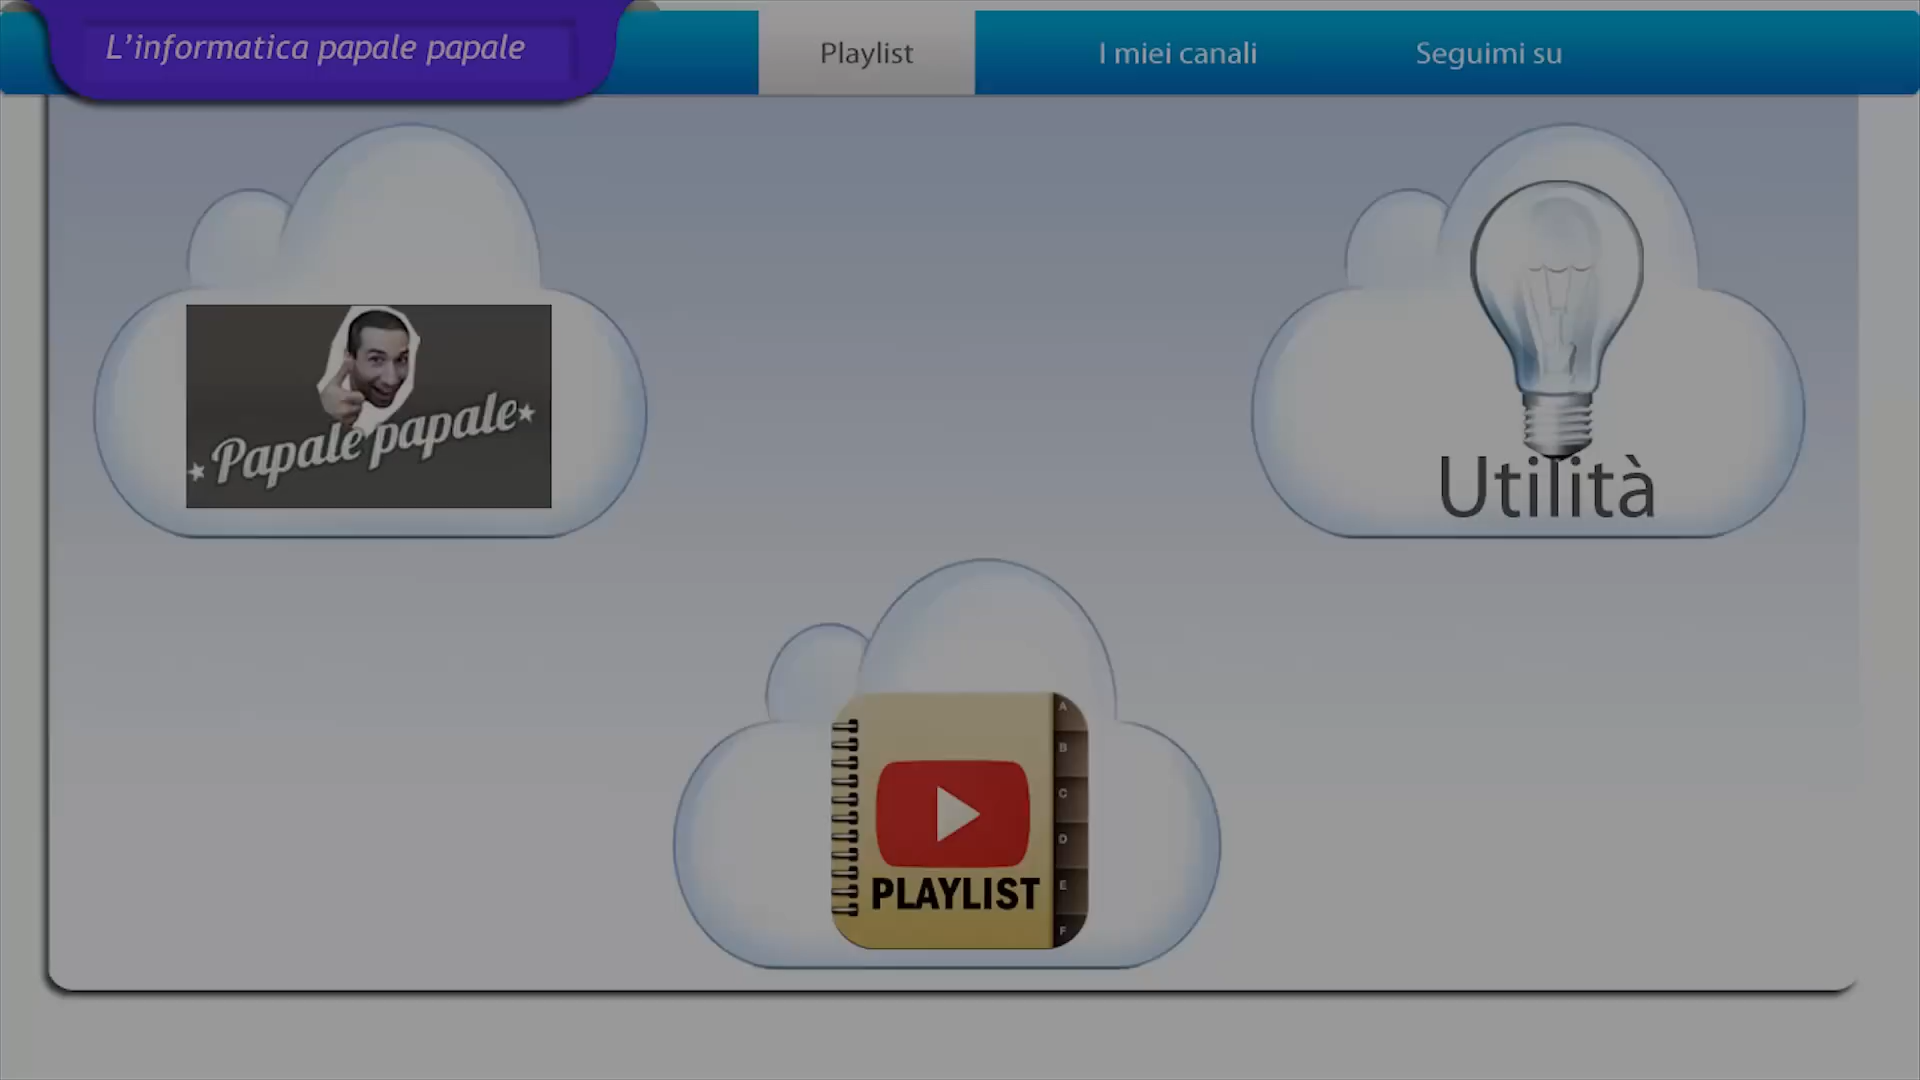 L'informatica papale papale
Playlist
I miei canali
Seguimi su
Papale papale
Utilità
PLAYLIST
A
B
C
D
E
F